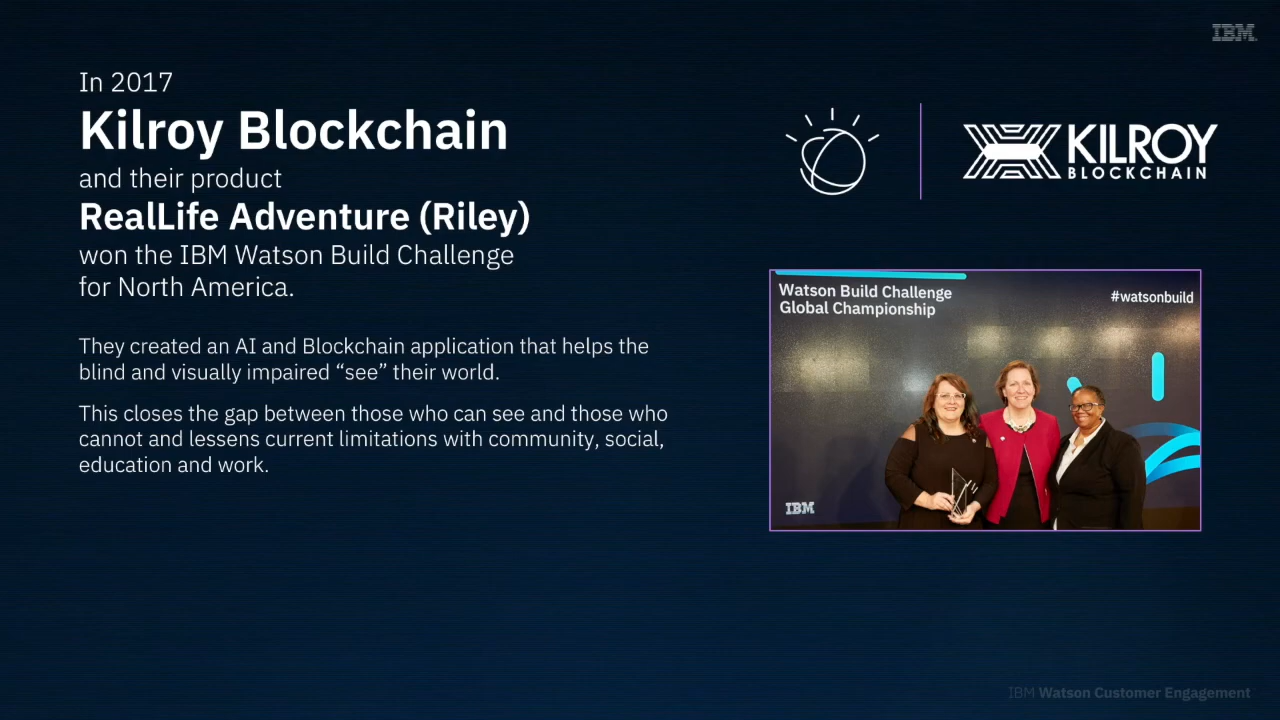 IBM
In 2017
Kilroy Blockchain
and their product
RealLife Adventure (Riley)
won the IBM Watson Build Challenge
for North America.
They created an AI and Blockchain application that helps the
blind and visually impaired “see” their world.
This closes the gap between those who can see and those who
cannot and lessens current limitations with community, social,
education and work.
KILROY
BLOCKCHAIN
Watson Build Challenge
Global Championship
#watsonbuild
IBM
IBM Watson Customer Engagement